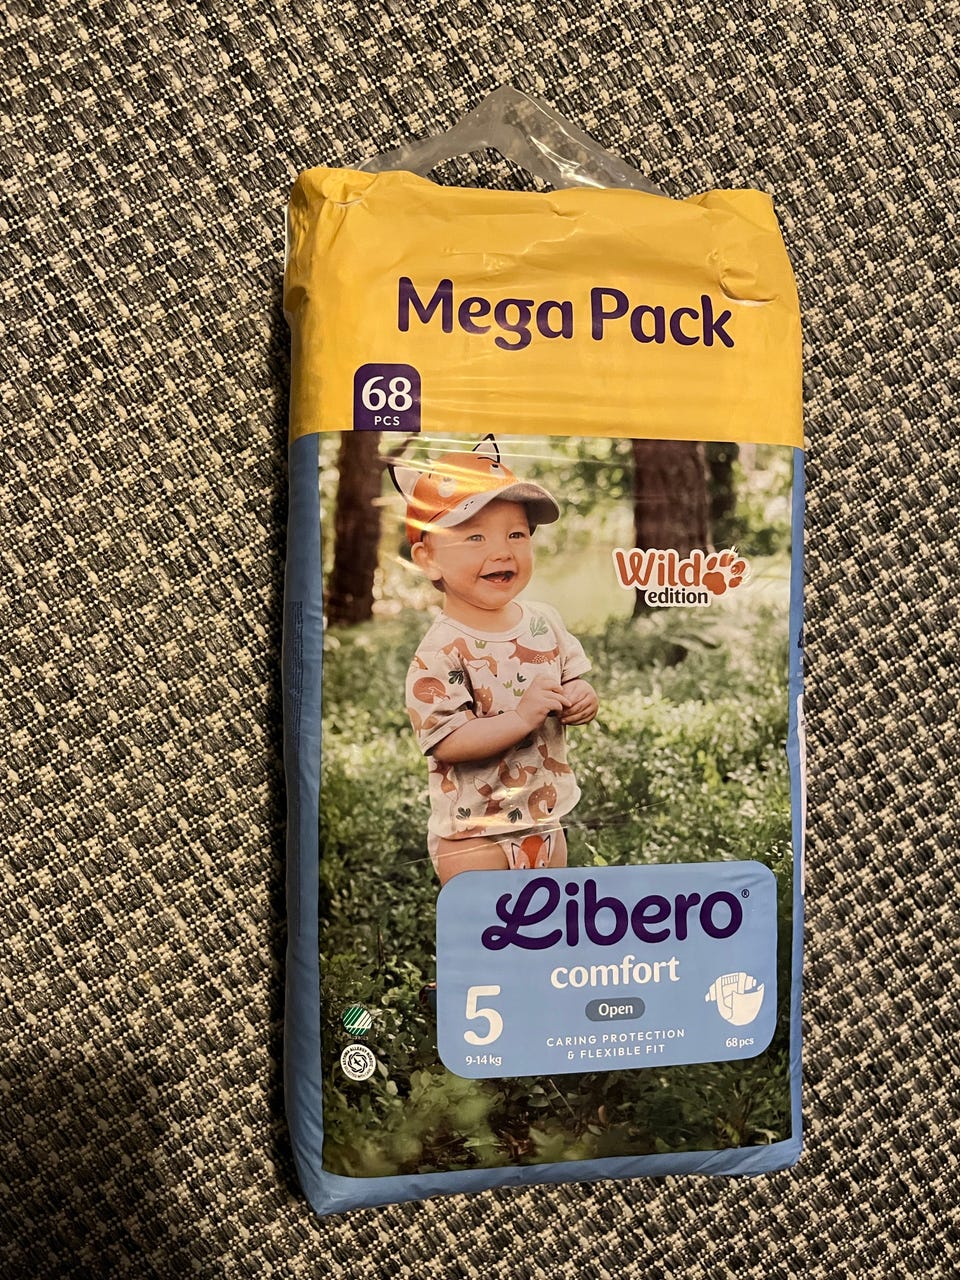 Mega Pack
68
PCS
Wild
edition
Libero®
comfort
5
Open
9-14 kg
CARING PROTECTION
& FLEXIBLE FIT
68 pcs